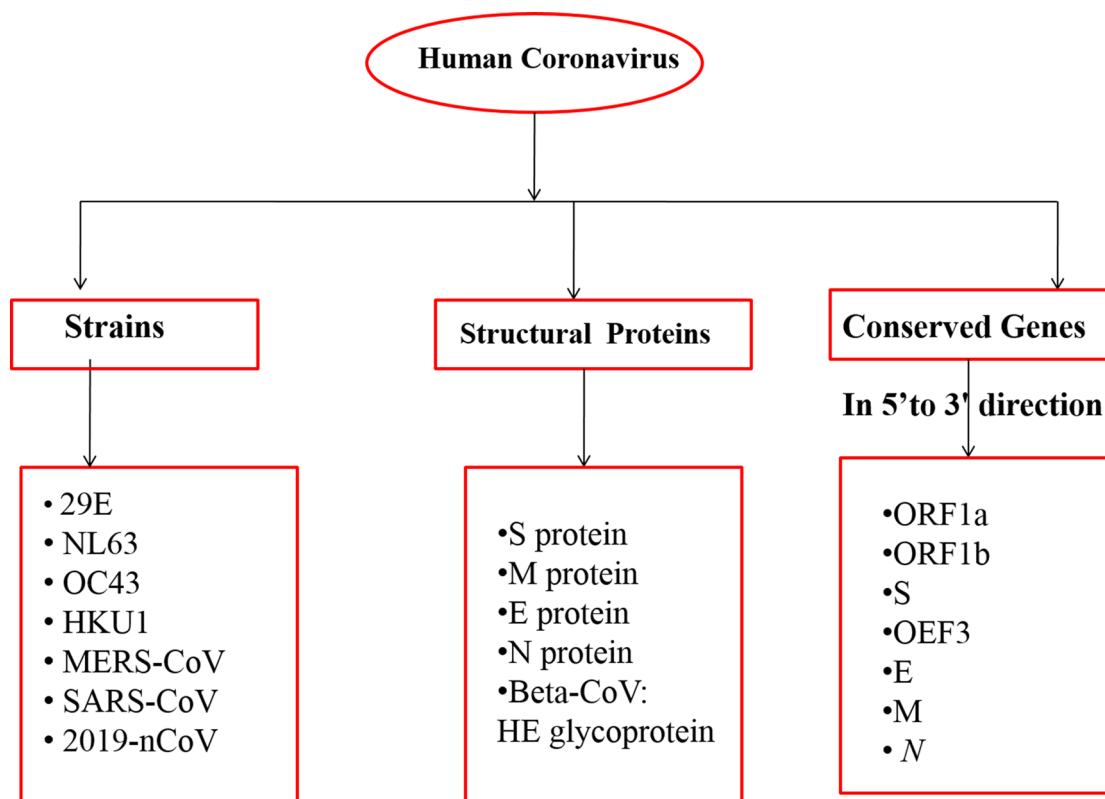 Human Coronavirus
Strains
Structural Proteins
Conserved Genes
In 5’to 3' direction
• 29E
• NL63
• OC43
• HKU1
• MERS-CoV
• SARS-CoV
• 2019-nCoV
•S protein
•M protein
•E protein
•N protein
•Beta-CoV:
HE glycoprotein
•ORF1a
•ORF1b
•S
•OEF3
•E
•M
• N